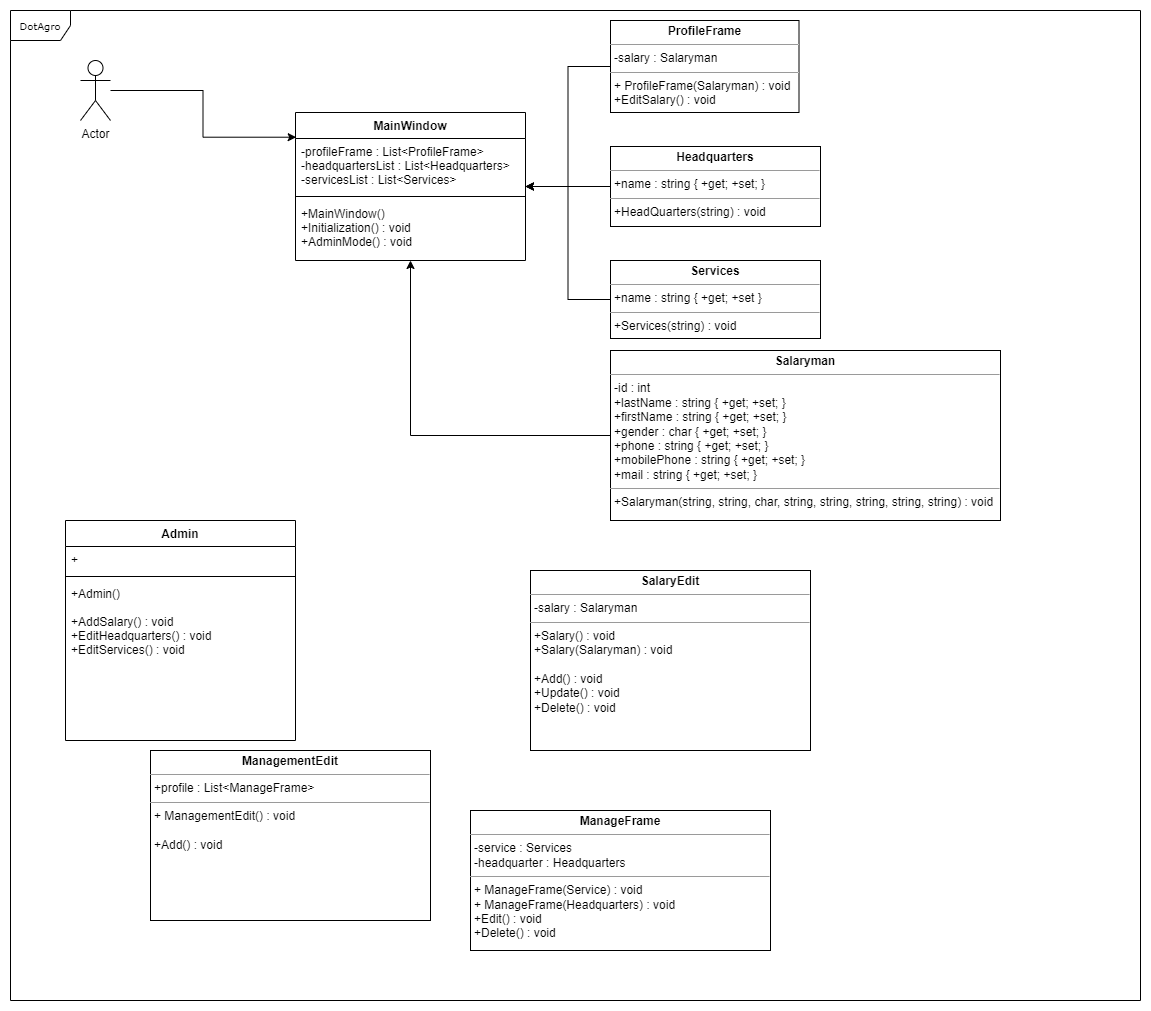 DotAgro
Actor
MainWindow
-profileFrame : List<ProfileFrame>
-headquartersList : List<Headquarters>
-servicesList : List<Services>
+MainWindow()
+Initialization() : void
+AdminMode() : void
ProfileFrame
-salary : Salaryman
+ ProfileFrame(Salaryman) : void
+EditSalary() : void
Headquarters
+name : string { +get; +set; }
+HeadQuarters(string) : void
Services
+name : string { +get; +set }
+Services(string) : void
Salaryman
-id : int
+lastName : string { +get; +set; }
+firstName : string { +get; +set; }
+gender : char { +get; +set; }
+phone : string { +get; +set; }
+mobilePhone : string { +get; +set; }
+mail : string { +get; +set; }
+Salaryman(string, string, char, string, string, string, string, string) : void
Admin
+
+Admin()
+AddSalary() : void
+EditHeadquarters() : void
+EditServices() : void
SalaryEdit
-salary : Salaryman
+Salary() : void
+Salary(Salaryman) : void
+Add() : void
+Update() : void
+Delete() : void
ManagementEdit
+profile : List<ManageFrame>
+ ManagementEdit() : void
+Add() : void
ManageFrame
-service : Services
-headquarter : Headquarters
+ ManageFrame(Service) : void
+ ManageFrame(Headquarters) : void
+Edit() : void
+Delete() : void